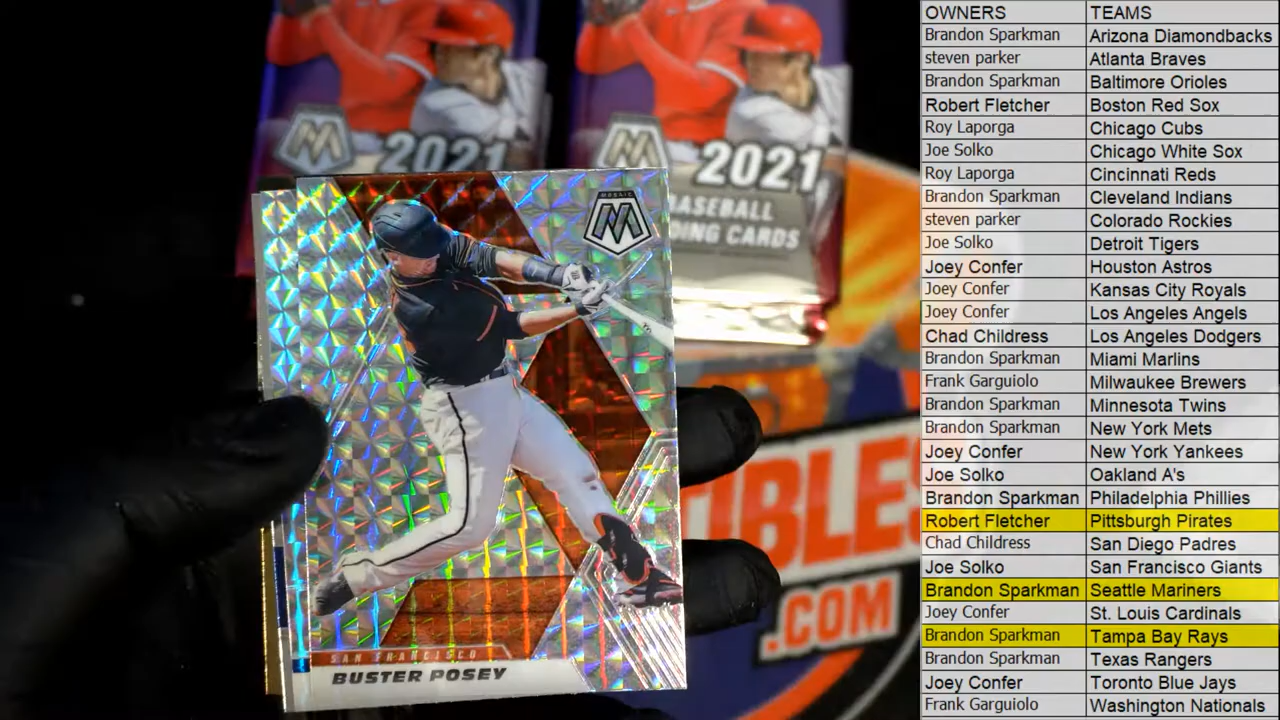 2021
2021
BASEBALL
DING CARDS
MOSAIC
SAN FRANCISCO
BUSTER POSEY
TIBLES
.COM
OWNERS TEAMS
Brandon Sparkman Arizona Diamondbacks
steven parker Atlanta Braves
Brandon Sparkman Baltimore Orioles
Robert Fletcher Boston Red Sox
Roy Laporga Chicago Cubs
Joe Solko Chicago White Sox
Roy Laporga Cincinnati Reds
Brandon Sparkman Cleveland Indians
steven parker Colorado Rockies
Joe Solko Detroit Tigers
Joey Confer Houston Astros
Joey Confer Kansas City Royals
Joey Confer Los Angeles Angels
Chad Childress Los Angeles Dodgers
Brandon Sparkman Miami Marlins
Frank Garguiolo Milwaukee Brewers
Brandon Sparkman Minnesota Twins
Brandon Sparkman New York Mets
Joey Confer New York Yankees
Joe Solko Oakland A's
Brandon Sparkman Philadelphia Phillies
Robert Fletcher Pittsburgh Pirates
Chad Childress San Diego Padres
Joe Solko San Francisco Giants
Brandon Sparkman Seattle Mariners
Joey Confer St. Louis Cardinals
Brandon Sparkman Tampa Bay Rays
Brandon Sparkman Texas Rangers
Joey Confer Toronto Blue Jays
Frank Garguiolo Washington Nationals